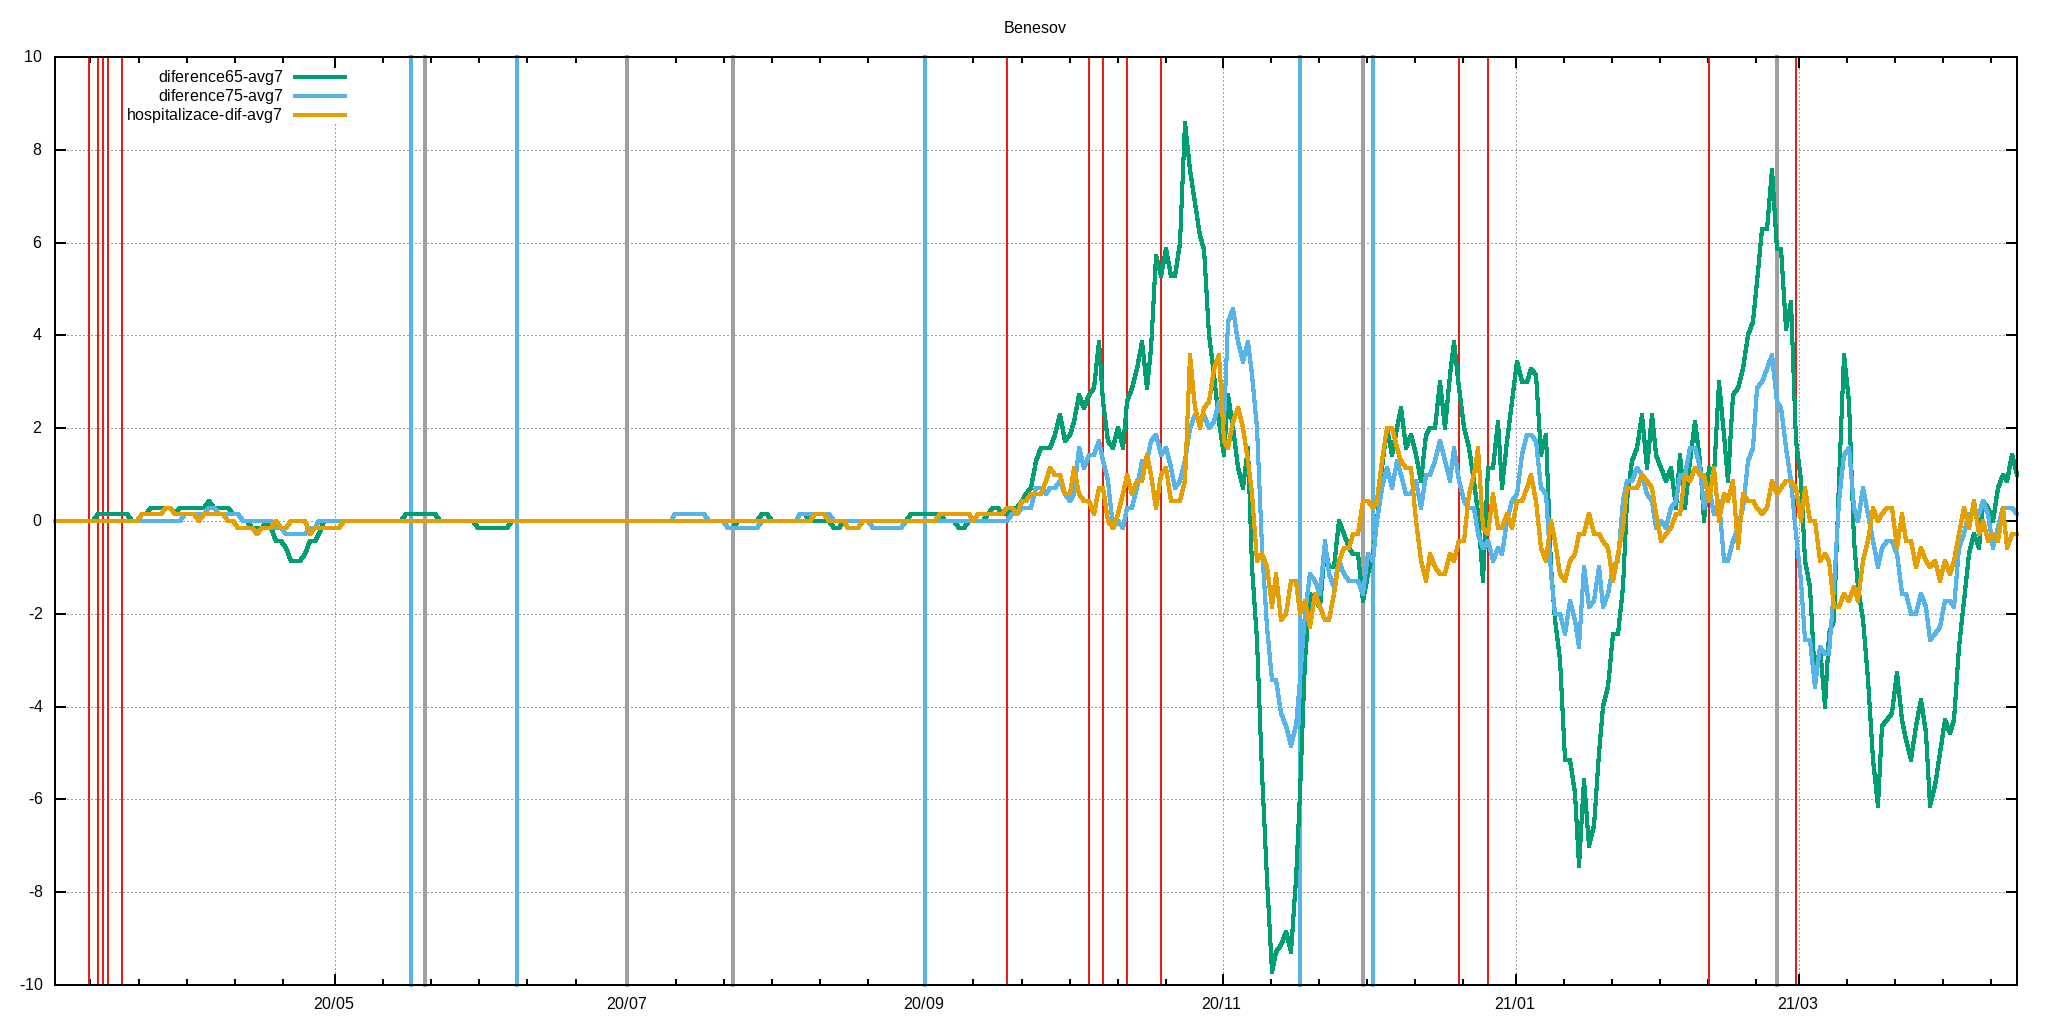 Benesov
10
diference65-avg7
diference75-avg7
hospitalizace-dif-avg7
8
6
4
2
0
-2
-4
-6
-8
-10
20/05 20/07 20/09 20/11 21/01 21/03